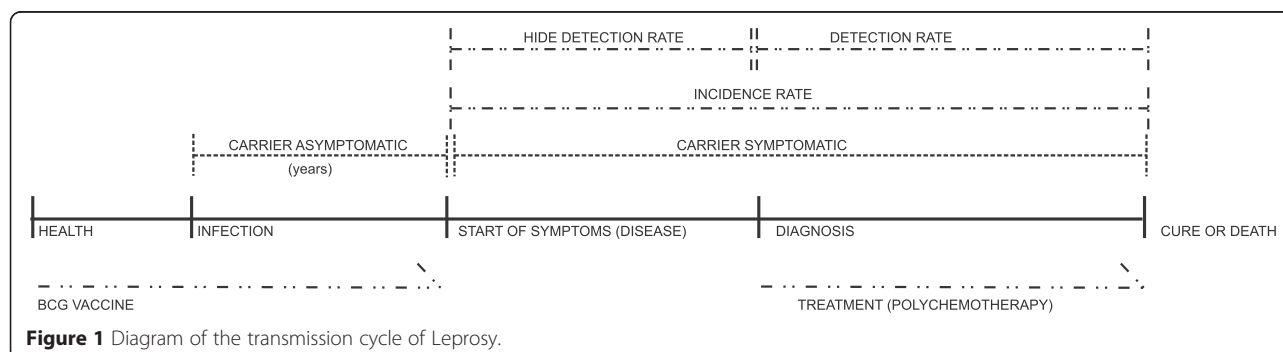 HIDE DETECTION RATE DETECTION RATE
INCIDENCE RATE
CARRIER ASYMPTOMATIC CARRIER SYMPTOMATIC
(years)
HEALTH INFECTION START OF SYMPTOMS (DISEASE) DIAGNOSIS CURE OR DEATH
BCG VACCINE TREATMENT (POLYCHEMOTHERAPY)
Figure 1 Diagram of the transmission cycle of Leprosy.